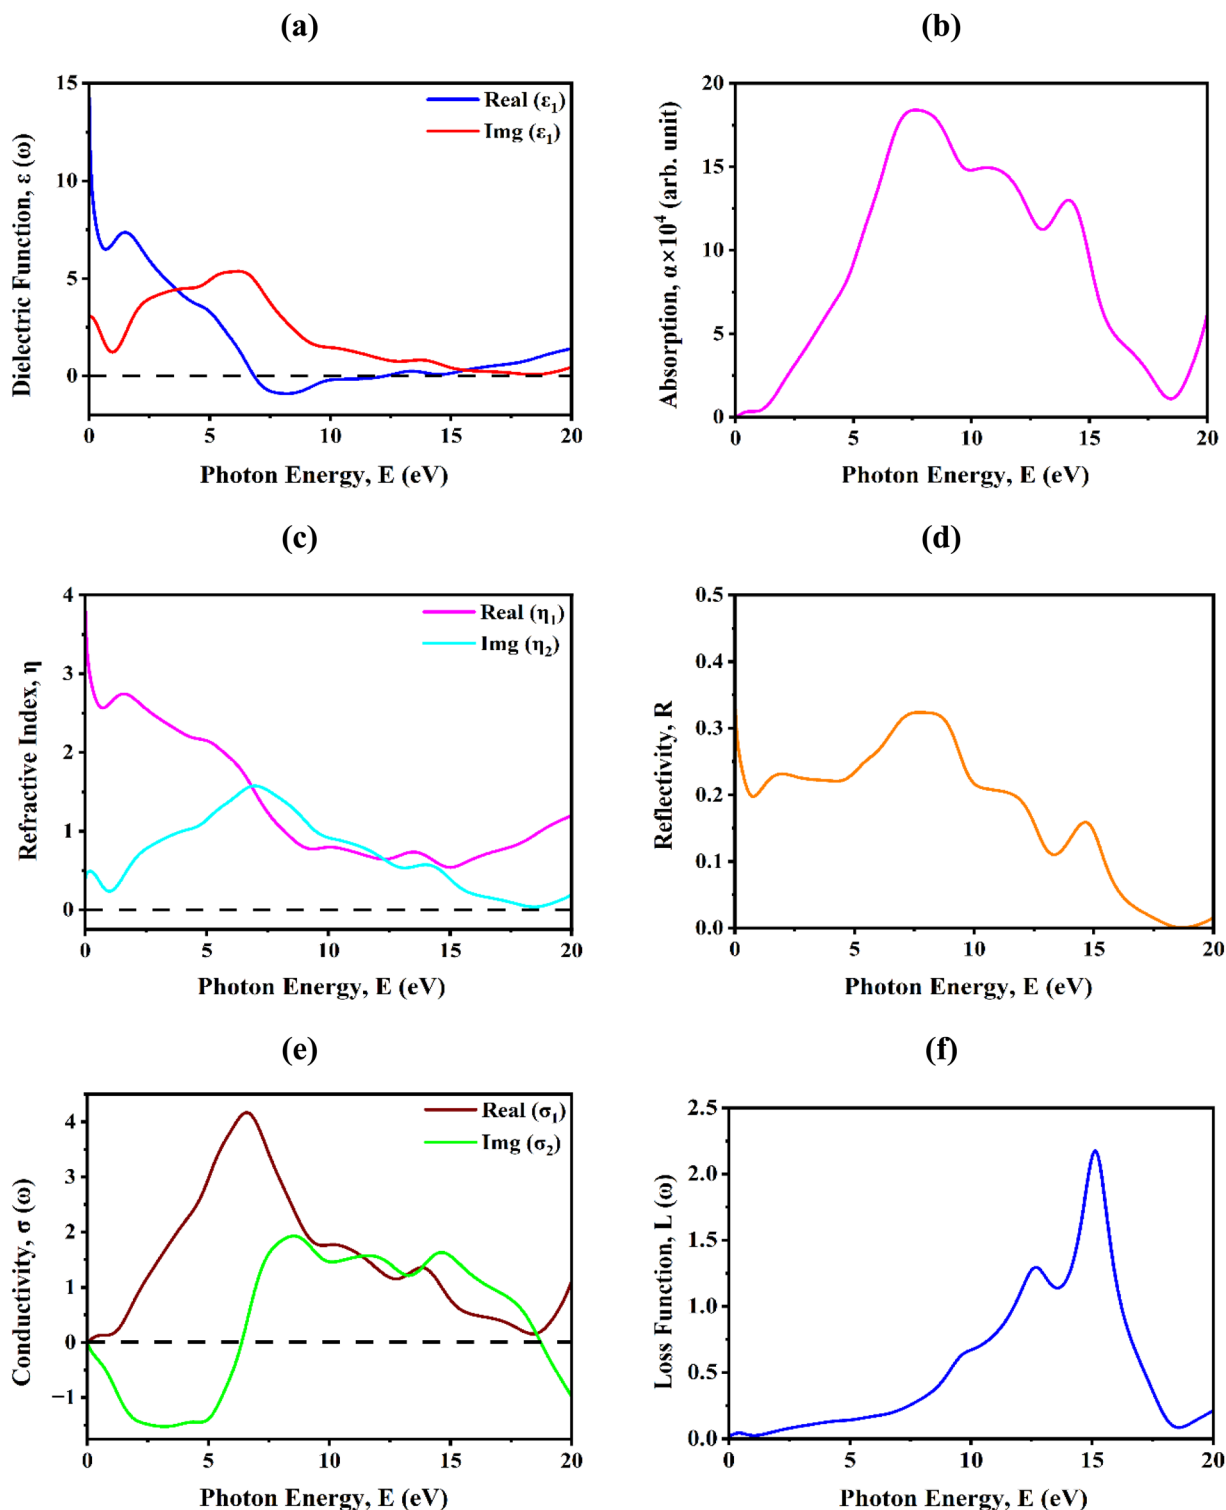 (a)
15
10
5
0
0
5
10
15
20
Dielectric Function, ε (ω)
Real (ε₁)
Img (ε₁)
Photon Energy, E (eV)
(b)
20
15
10
5
0
0
5
10
15
20
Absorption, α×10⁴ (arb. unit)
Photon Energy, E (eV)
(c)
4
3
2
1
0
0
5
10
15
20
Refractive Index, η
Real (η₁)
Img (η₂)
Photon Energy, E (eV)
(d)
0.5
0.4
0.3
0.2
0.1
0.0
0
5
10
15
20
Reflectivity, R
Photon Energy, E (eV)
(e)
4
3
2
1
0
−1
0
5
10
15
20
Conductivity, σ (ω)
Real (σ₁)
Img (σ₂)
Photon Energy, E (eV)
(f)
2.5
2.0
1.5
1.0
0.5
0.0
0
5
10
15
20
Loss Function, L (ω)
Photon Energy, E (eV)